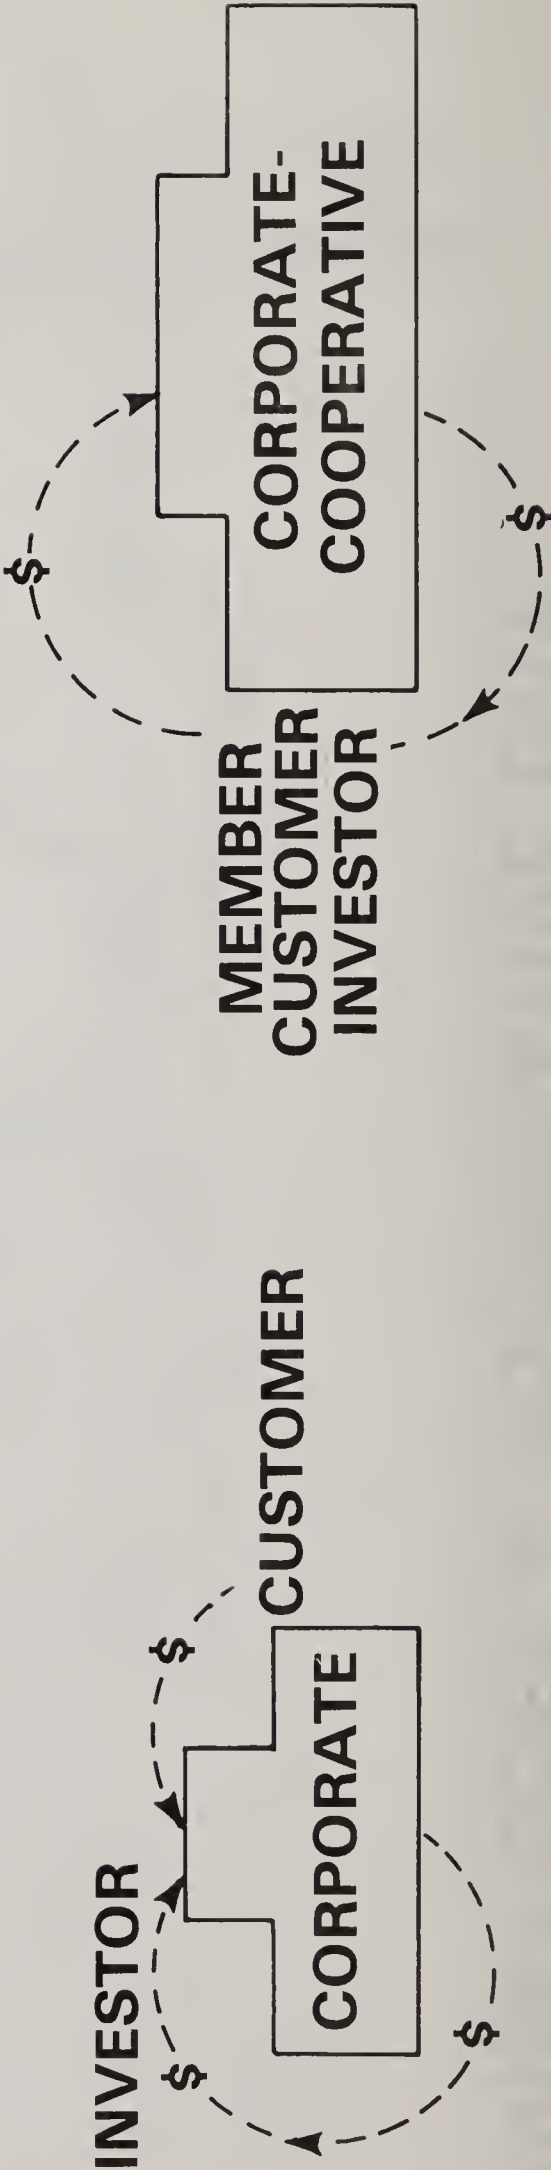 INVESTOR
$
$
CUSTOMER
CORPORATE
$
$
MEMBER
CUSTOMER
INVESTOR
CORPORATE-
COOPERATIVE
$